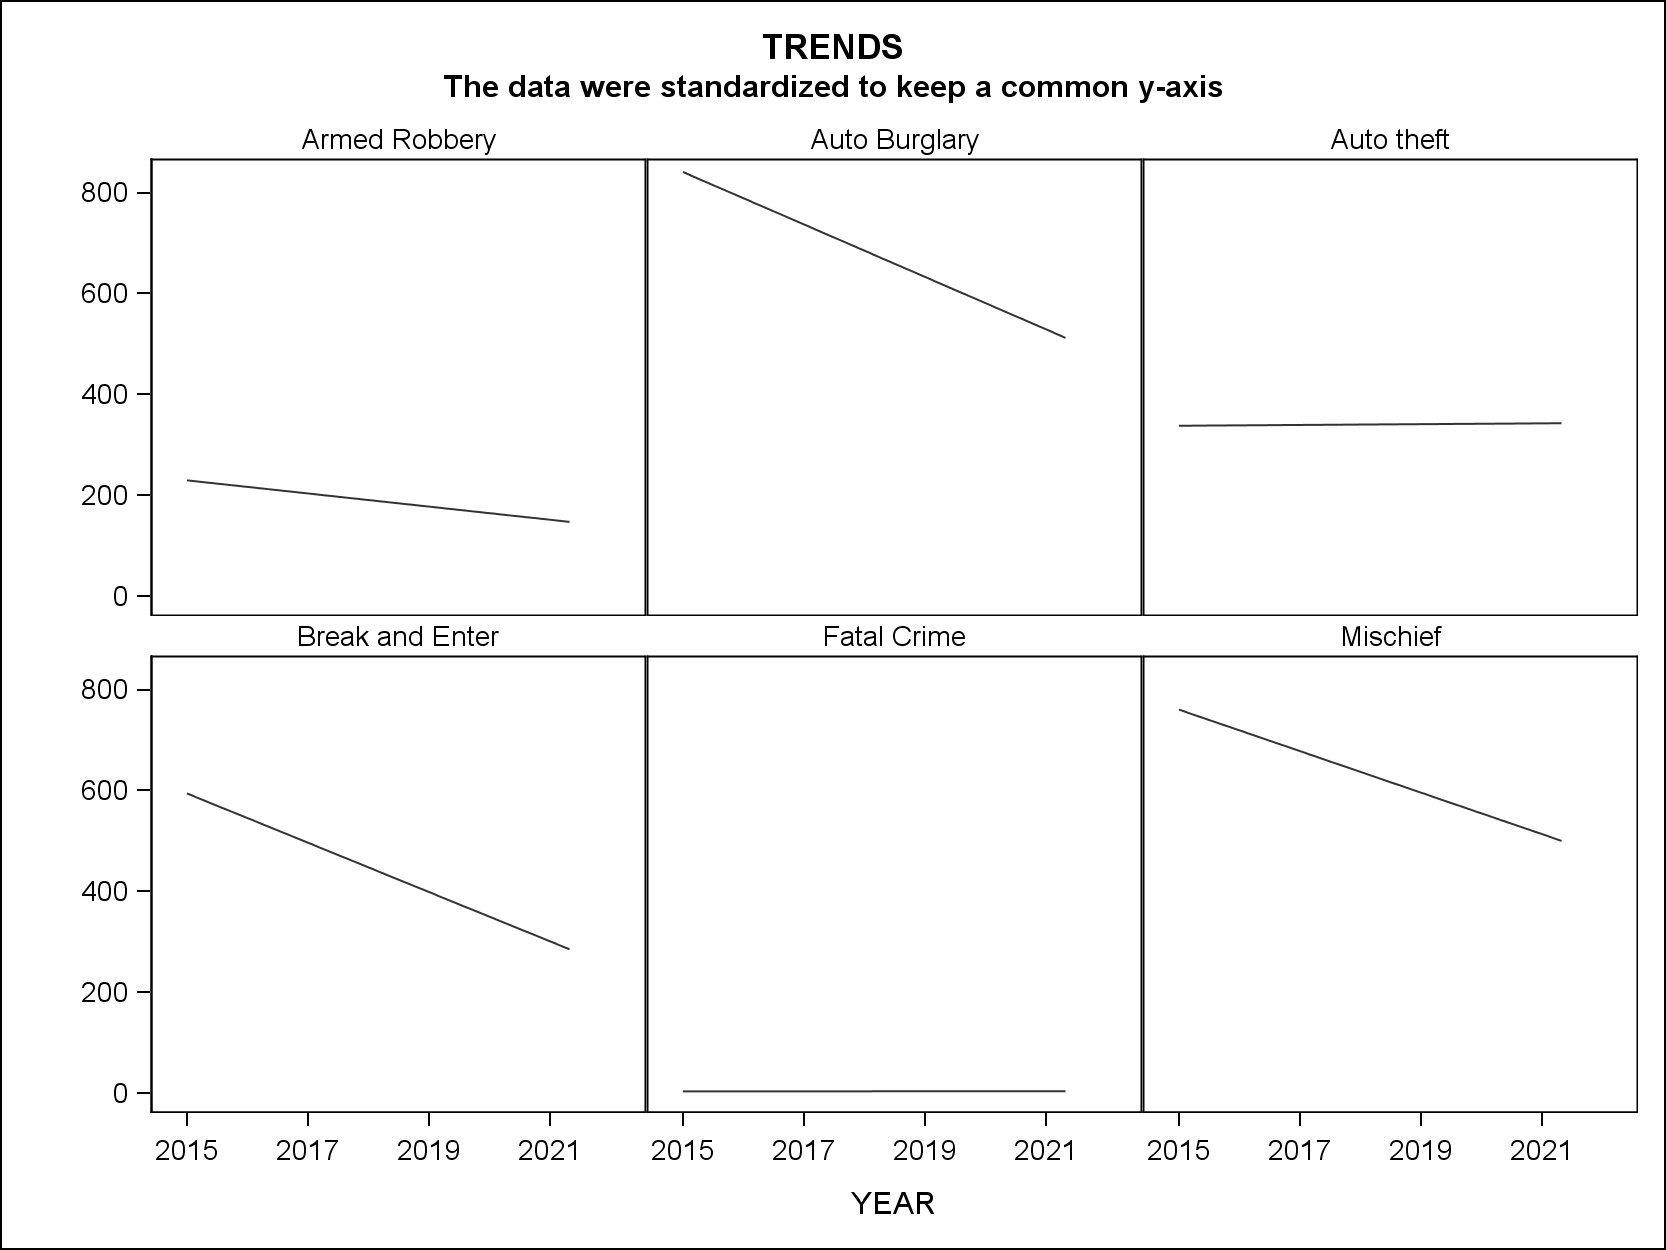 TRENDS
The data were standardized to keep a common y-axis
Armed Robbery Auto Burglary Auto theft
800
600
400
200
0
Break and Enter Fatal Crime Mischief
800
600
400
200
0
2015 2017 2019 2021 2015 2017 2019 2021 2015 2017 2019 2021
YEAR